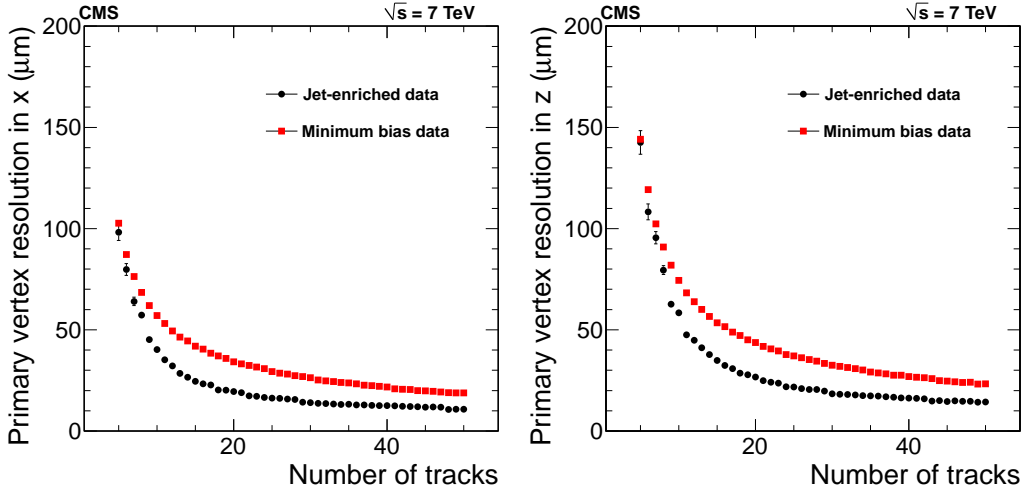 CMS
√s = 7 TeV
Primary vertex resolution in x (μm)
200
150
100
50
0
Jet-enriched data
Minimum bias data
20
40
Number of tracks
CMS
√s = 7 TeV
Primary vertex resolution in z (μm)
200
150
100
50
0
Jet-enriched data
Minimum bias data
20
40
Number of tracks